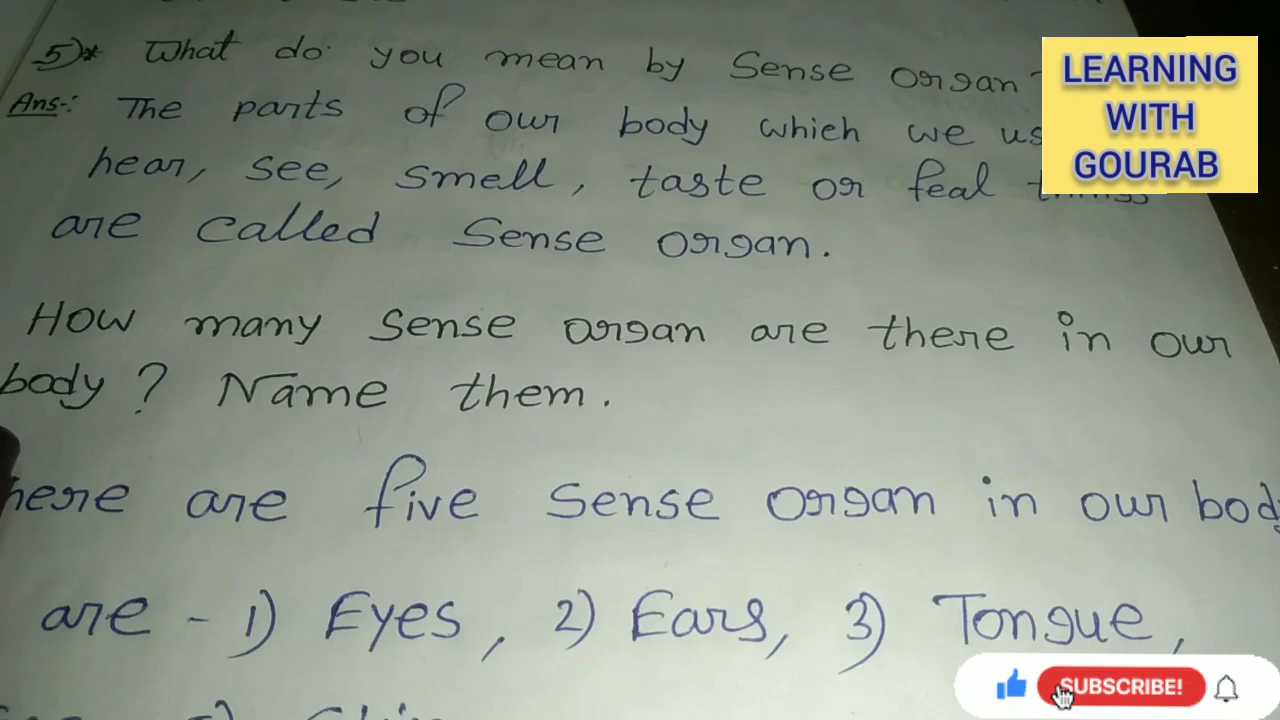 5)* What do you mean by Sense organ
Ans-: The parts of our body which we us
hear, see, smell, taste or feal things
are called Sense organ.
How many Sense organ are there in our
body ? Name them.
here are five Sense organ in our bod
are - 1) Eyes, 2) Ears, 3) Tongue,
LEARNING
WITH
GOURAB
SUBSCRIBE!